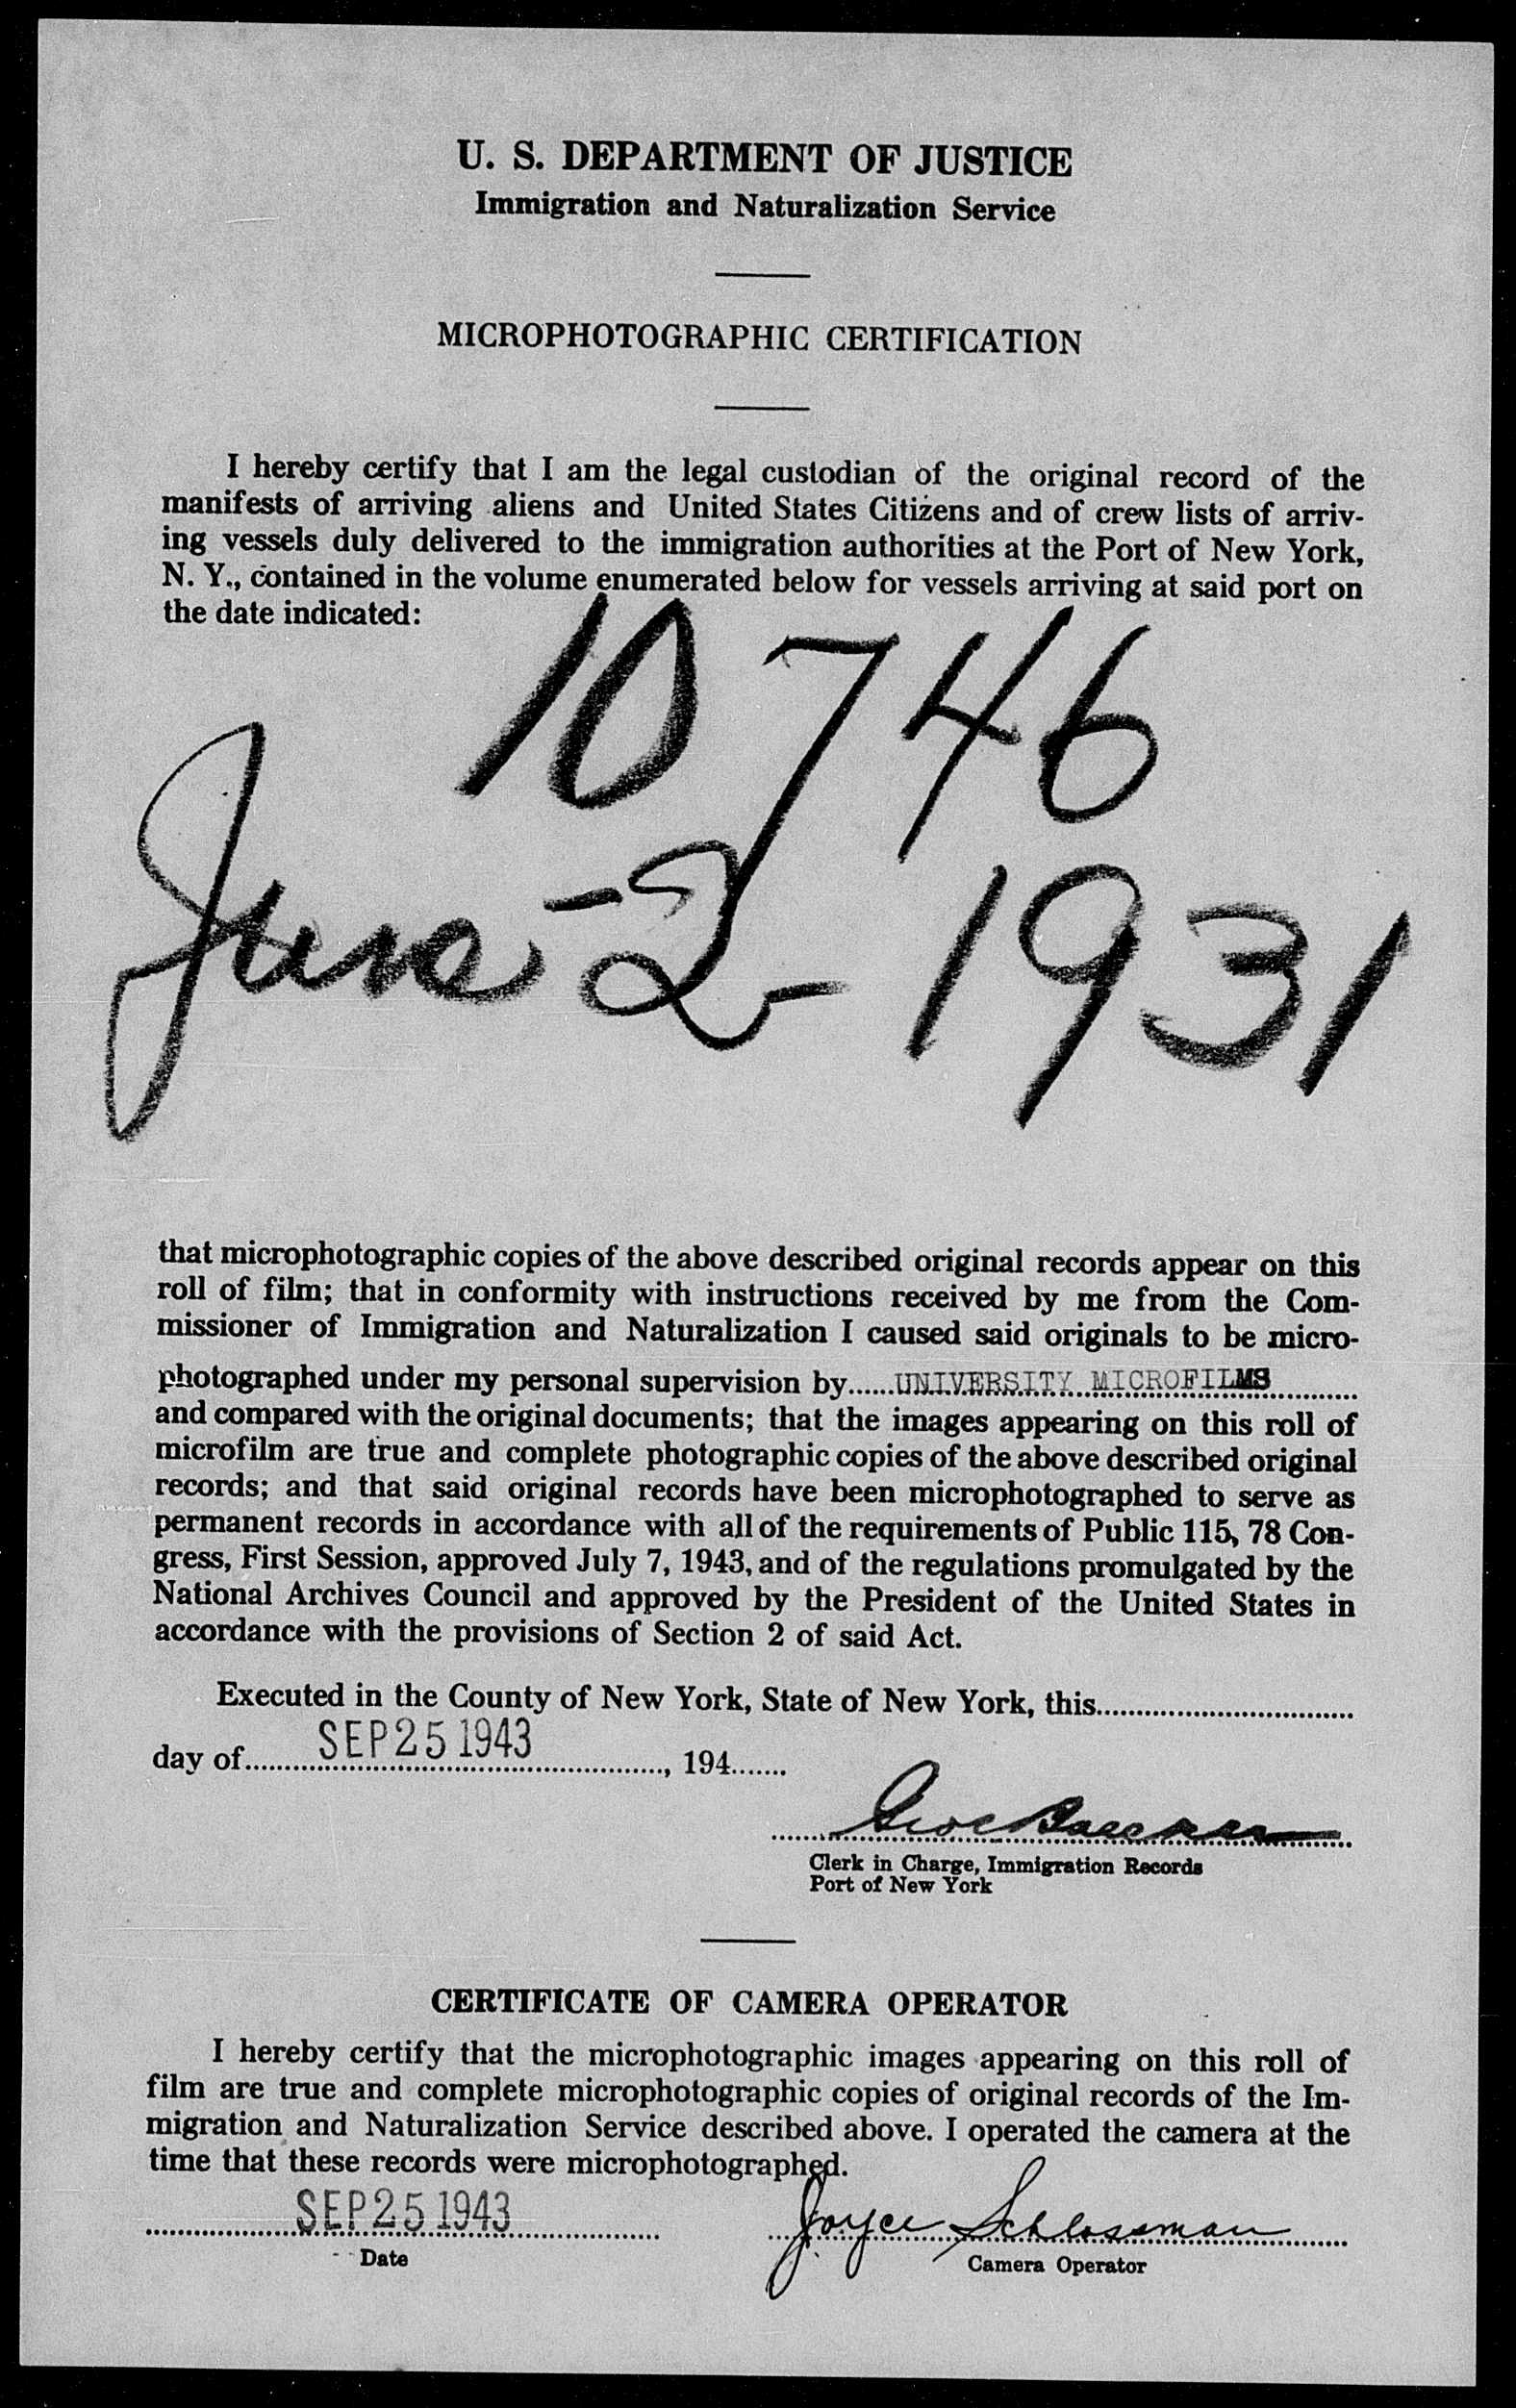 U. S. DEPARTMENT OF JUSTICE
Immigration and Naturalization Service
MICROPHOTOGRAPHIC CERTIFICATION
I hereby certify that I am the legal custodian of the original record of the
manifests of arriving aliens and United States Citizens and of crew lists of arriv-
ing vessels duly delivered to the immigration authorities at the Port of New York,
N. Y., contained in the volume enumerated below for vessels arriving at said port on
the date indicated:
10746
June -2- 1931
that microphotographic copies of the above described original records appear on this
roll of film; that in conformity with instructions received by me from the Com-
missioner of Immigration and Naturalization I caused said originals to be micro-
photographed under my personal supervision by......UNIVERSITY MICROFILMS............
and compared with the original documents; that the images appearing on this roll of
microfilm are true and complete photographic copies of the above described original
records; and that said original records have been microphotographed to serve as
permanent records in accordance with all of the requirements of Public 115, 78 Con-
gress, First Session, approved July 7, 1943, and of the regulations promulgated by the
National Archives Council and approved by the President of the United States in
accordance with the provisions of Section 2 of said Act.
Executed in the County of New York, State of New York, this................................
day of.........SEP 25 1943................, 194.......
Clerk in Charge, Immigration Records
Port of New York
CERTIFICATE OF CAMERA OPERATOR
I hereby certify that the microphotographic images appearing on this roll of
film are true and complete microphotographic copies of original records of the Im-
migration and Naturalization Service described above. I operated the camera at the
time that these records were microphotographed.
SEP 25 1943 Joyce Schlossman
Date Camera Operator